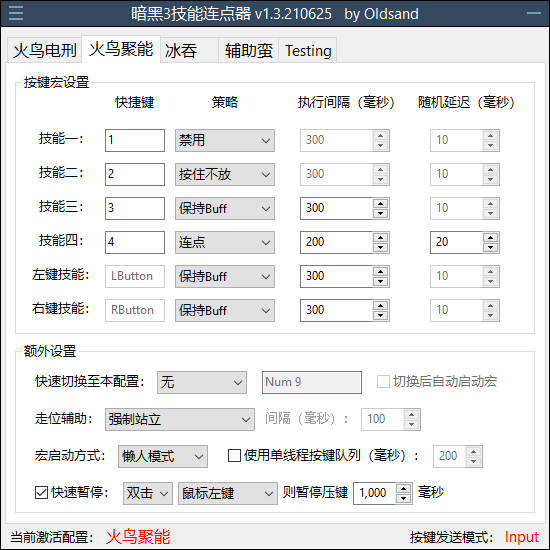 暗黑3技能连点器 v1.3.210625 by Oldsand
火鸟电刑 火鸟聚能 冰吞 辅助蛮 Testing
按键宏设置
快捷键 策略 执行间隔（毫秒） 随机延迟（毫秒）
技能一： 1 禁用 300 10
技能二： 2 按住不放 300 10
技能三： 3 保持Buff 300 10
技能四： 4 连点 200 20
左键技能： LButton 保持Buff 300 10
右键技能： RButton 保持Buff 300 10
额外设置
快速切换至本配置： 无 Num 9 切换后自动启动宏
走位辅助： 强制站立 间隔（毫秒）： 100
宏启动方式： 懒人模式 使用单线程按键队列（毫秒）： 200
快速暂停： 双击 鼠标左键 则暂停压键 1,000 毫秒
当前激活配置： 火鸟聚能 按键发送模式： Input